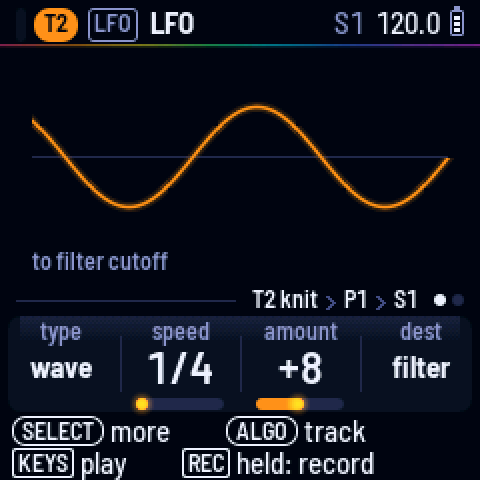 T2 LFO LFO S1 120.0
to filter cutoff
T2 knit > P1 > S1
type speed amount dest
wave 1/4 +8 filter
SELECT more ALGO track
KEYS play REC held: record